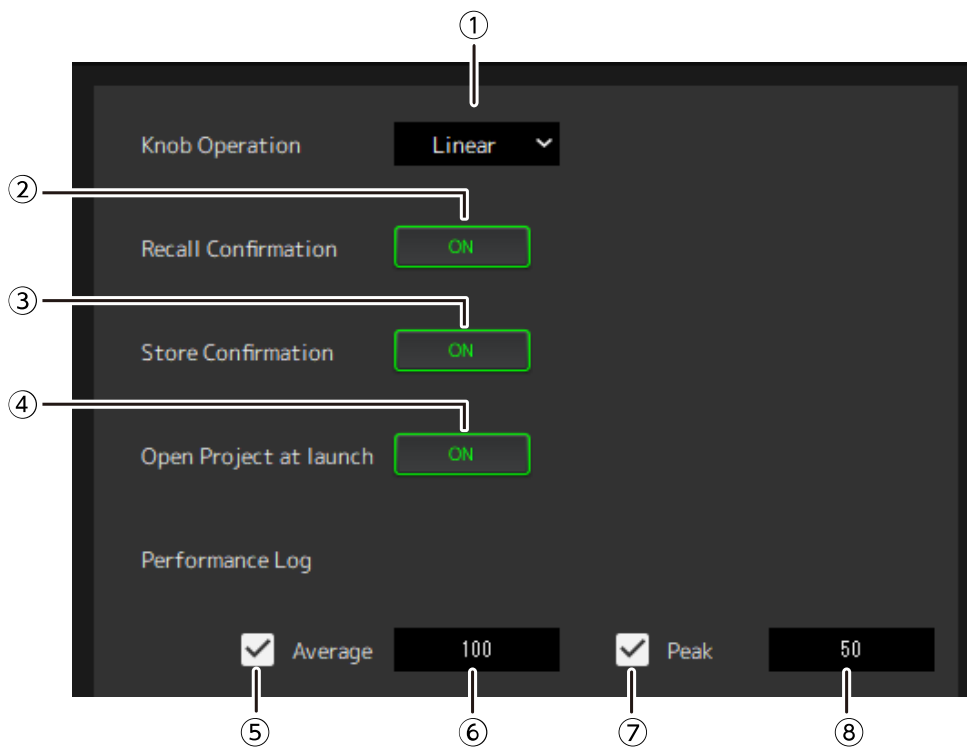 ①
Knob Operation Linear
②
Recall Confirmation ON
③
Store Confirmation ON
④
Open Project at launch ON
Performance Log
Average 100 Peak 50
⑤ ⑥ ⑦ ⑧